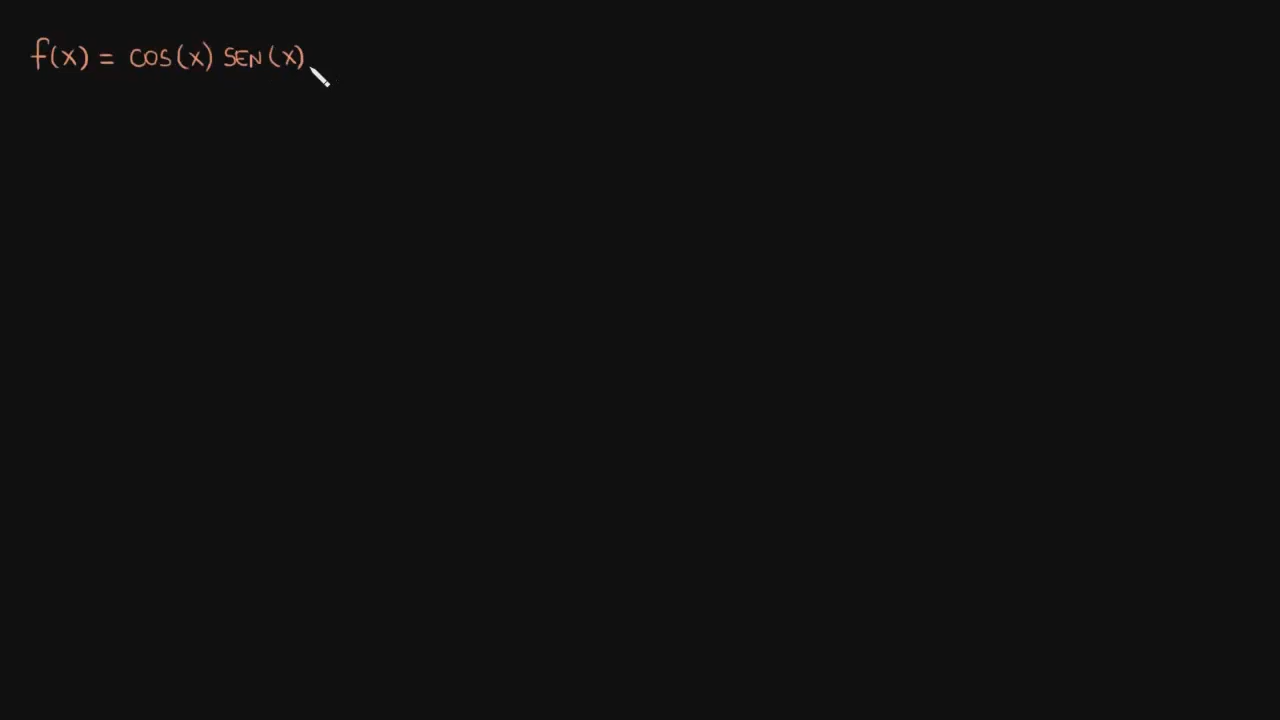 f(x) = COS(x) SEN(x)